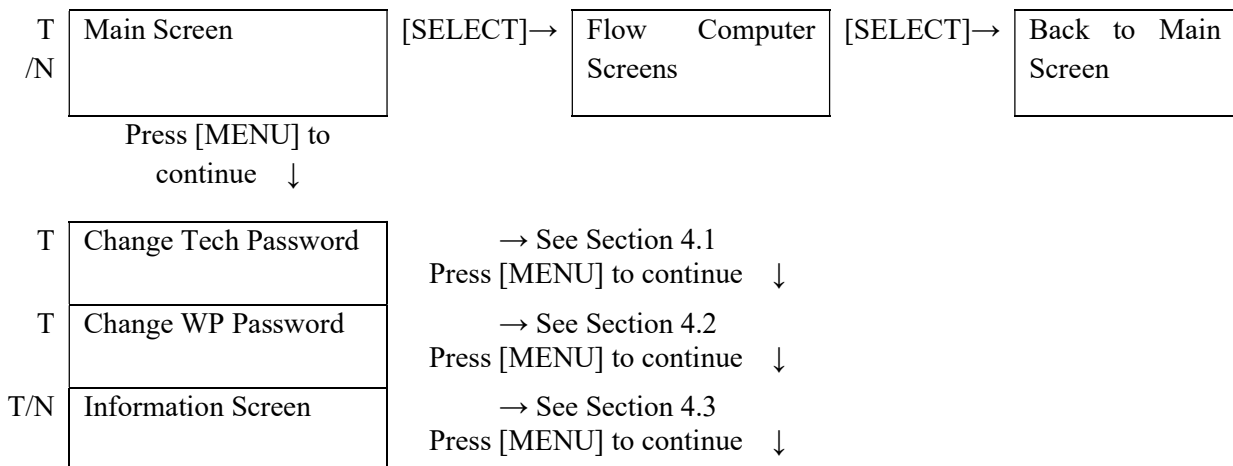 T Main Screen [SELECT]→ Flow Computer [SELECT]→ Back to Main
/N Screens Screen
Press [MENU] to
continue ↓
T Change Tech Password → See Section 4.1
Press [MENU] to continue ↓
T Change WP Password → See Section 4.2
Press [MENU] to continue ↓
T/N Information Screen → See Section 4.3
Press [MENU] to continue ↓